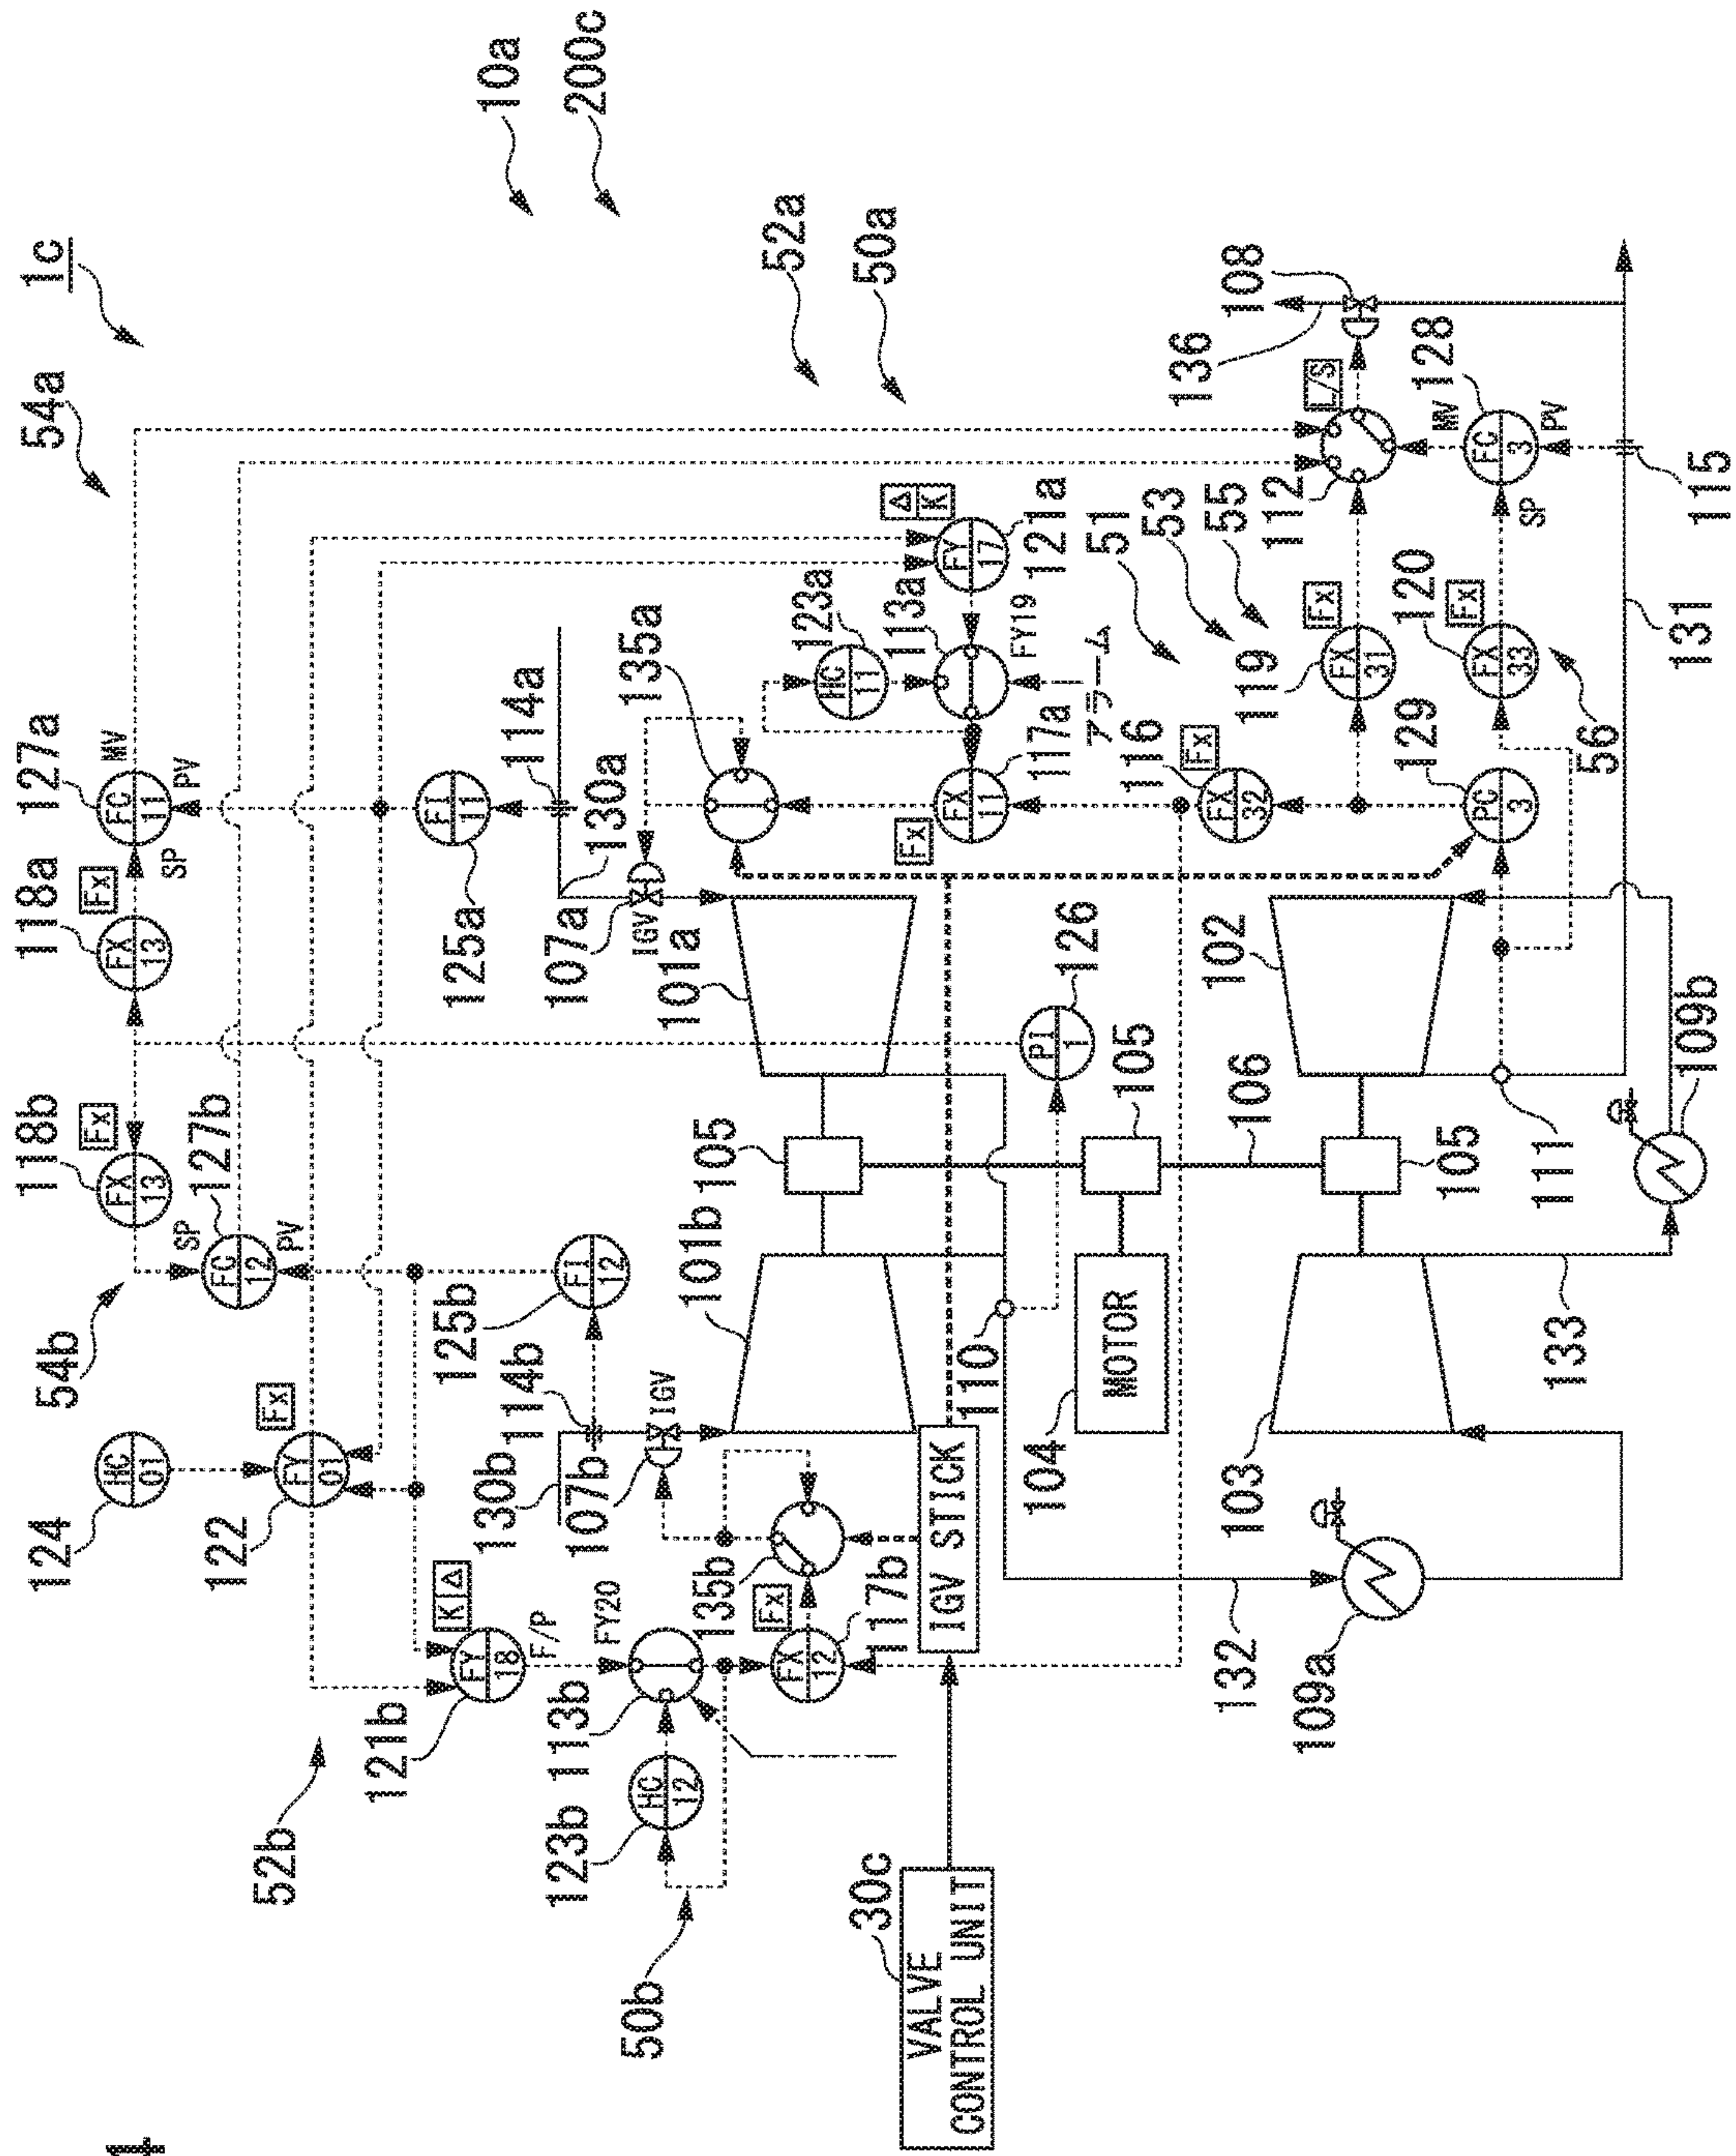 1c
54a
127a
118a
118b
54b
124
HC
01
FX
13
Fx
FX
13
Fx
FC
11
MV
SP
PV
127b
FC
12
SP
PV
122
FY
01
Fx
52b
121b
FY
18
K Δ
F/P
125b
FI
12
125a
FI
11
10a
200c
130b
114b
107b
IGV
130a
114a
107a
IGV
123b
HC
12
113b
FY20
50b
135b
135a
117b
FX
12
Fx
101b
101a
105
52a
50a
123a
HC
11
113a
FY19
121a
FY
17
Δ
K
117a
FX
11
Fx
アラーム
30c
VALVE
CONTROL UNIT
IGV STICK
110
126
PI
1
104
MOTOR
105
51
53
55
116
FX
32
Fx
132
103
106
102
109a
133
105
111
109b
129
PC
3
119
FX
31
Fx
120
FX
33
Fx
56
112
L/S
136
108
128
FC
3
MV
PV
SP
131
115